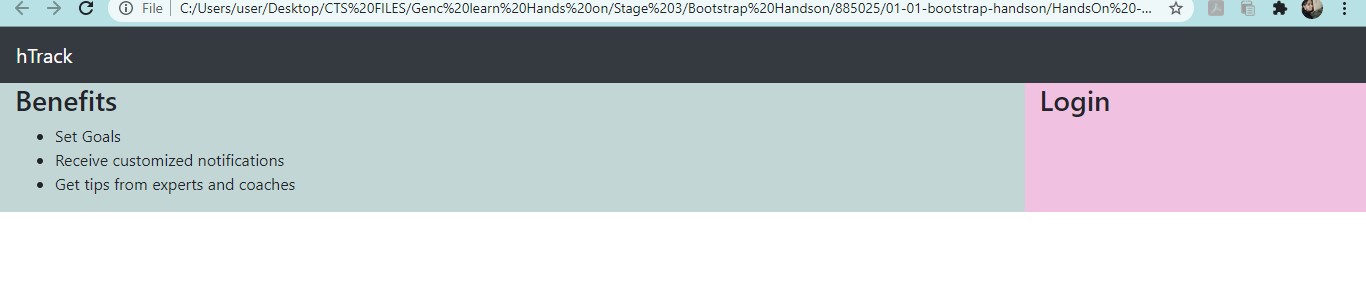 File C:/Users/user/Desktop/CTS%20FILES/Genc%20learn%20Hands%20on/Stage%203/Bootstrap%20Handson/885025/01-01-bootstrap-handson/HandsOn%20-...
hTrack
Benefits
Login
Set Goals
Receive customized notifications
Get tips from experts and coaches